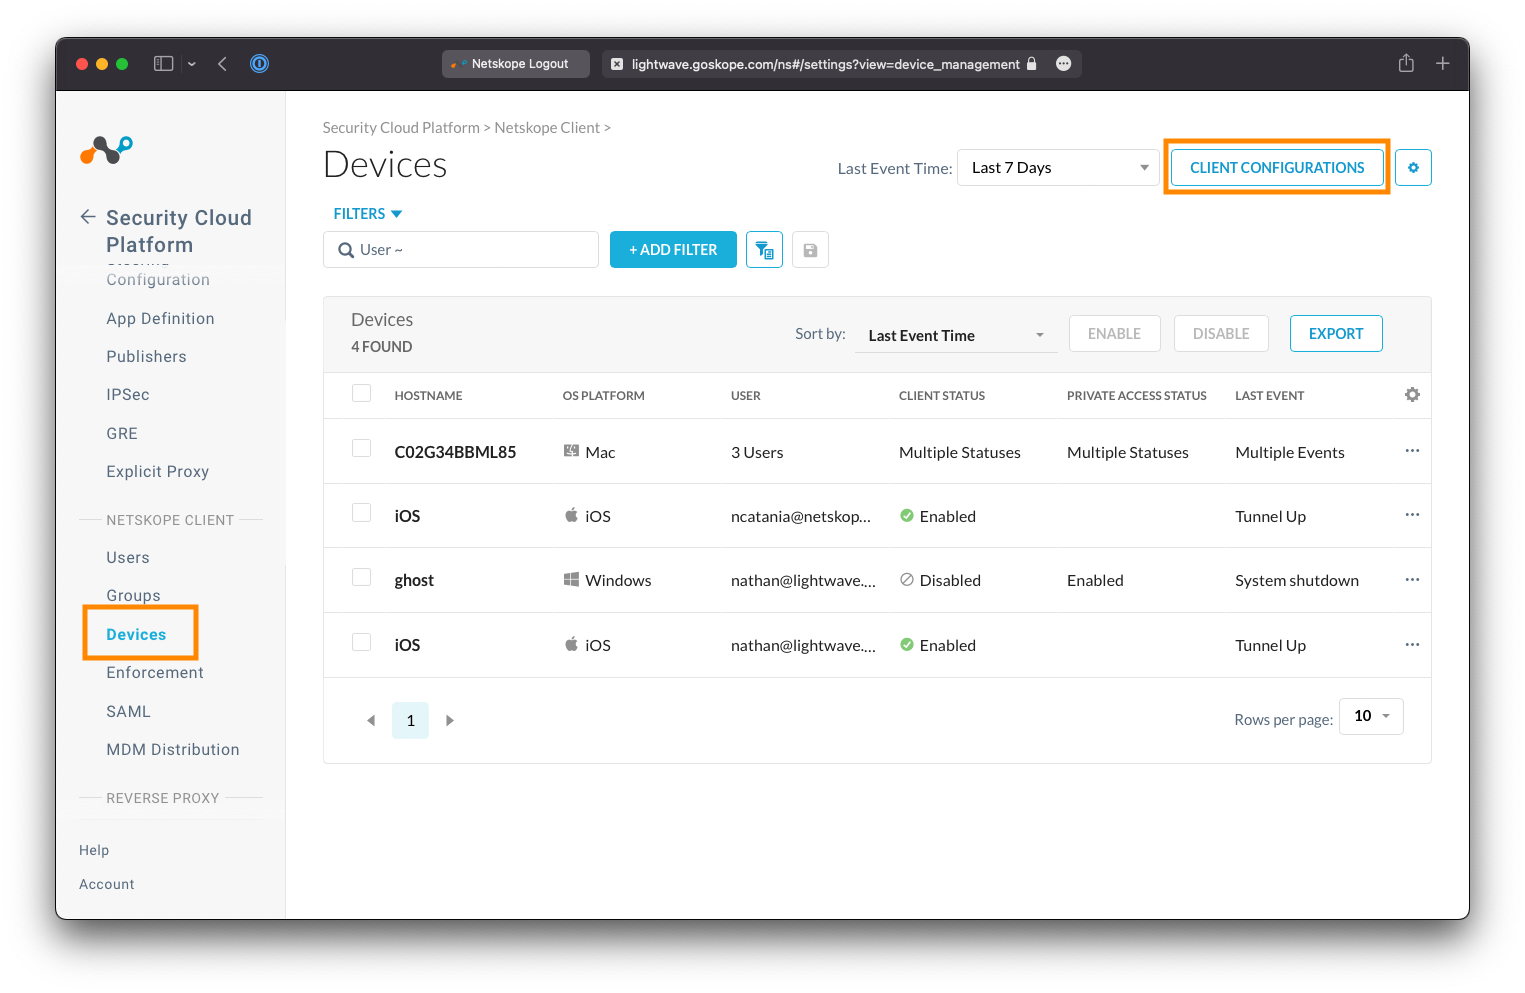 Netskope Logout
lightwave.goskope.com/ns#/settings?view=device_management
Security Cloud
Platform
Configuration
App Definition
Publishers
IPSec
GRE
Explicit Proxy
NETSKOPE CLIENT
Users
Groups
Devices
Enforcement
SAML
MDM Distribution
REVERSE PROXY
Help
Account
Security Cloud Platform > Netskope Client >
Devices
Last Event Time: Last 7 Days CLIENT CONFIGURATIONS
FILTERS
User ~ + ADD FILTER
Devices
4 FOUND
Sort by: Last Event Time ENABLE DISABLE EXPORT
HOSTNAME OS PLATFORM USER CLIENT STATUS PRIVATE ACCESS STATUS LAST EVENT
C02G34BBML85 Mac 3 Users Multiple Statuses Multiple Statuses Multiple Events ...
iOS iOS ncatania@netskop... Enabled Tunnel Up ...
ghost Windows nathan@lightwave.... Disabled Enabled System shutdown ...
iOS iOS nathan@lightwave.... Enabled Tunnel Up ...
1 Rows per page: 10